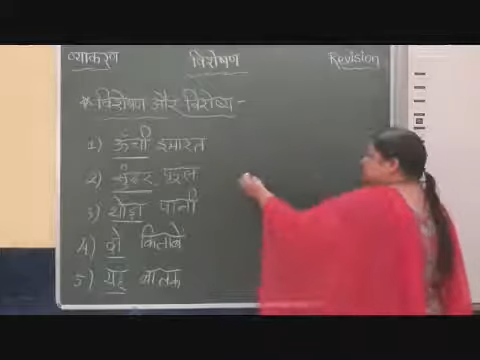 व्याकरण विशेषण Revision
* विशेषण और विशेष्य -
1) ऊँची इमारत
2) सुंदर फूल
3) थोड़ा पानी
4) दो किताबें
5) यह बालक